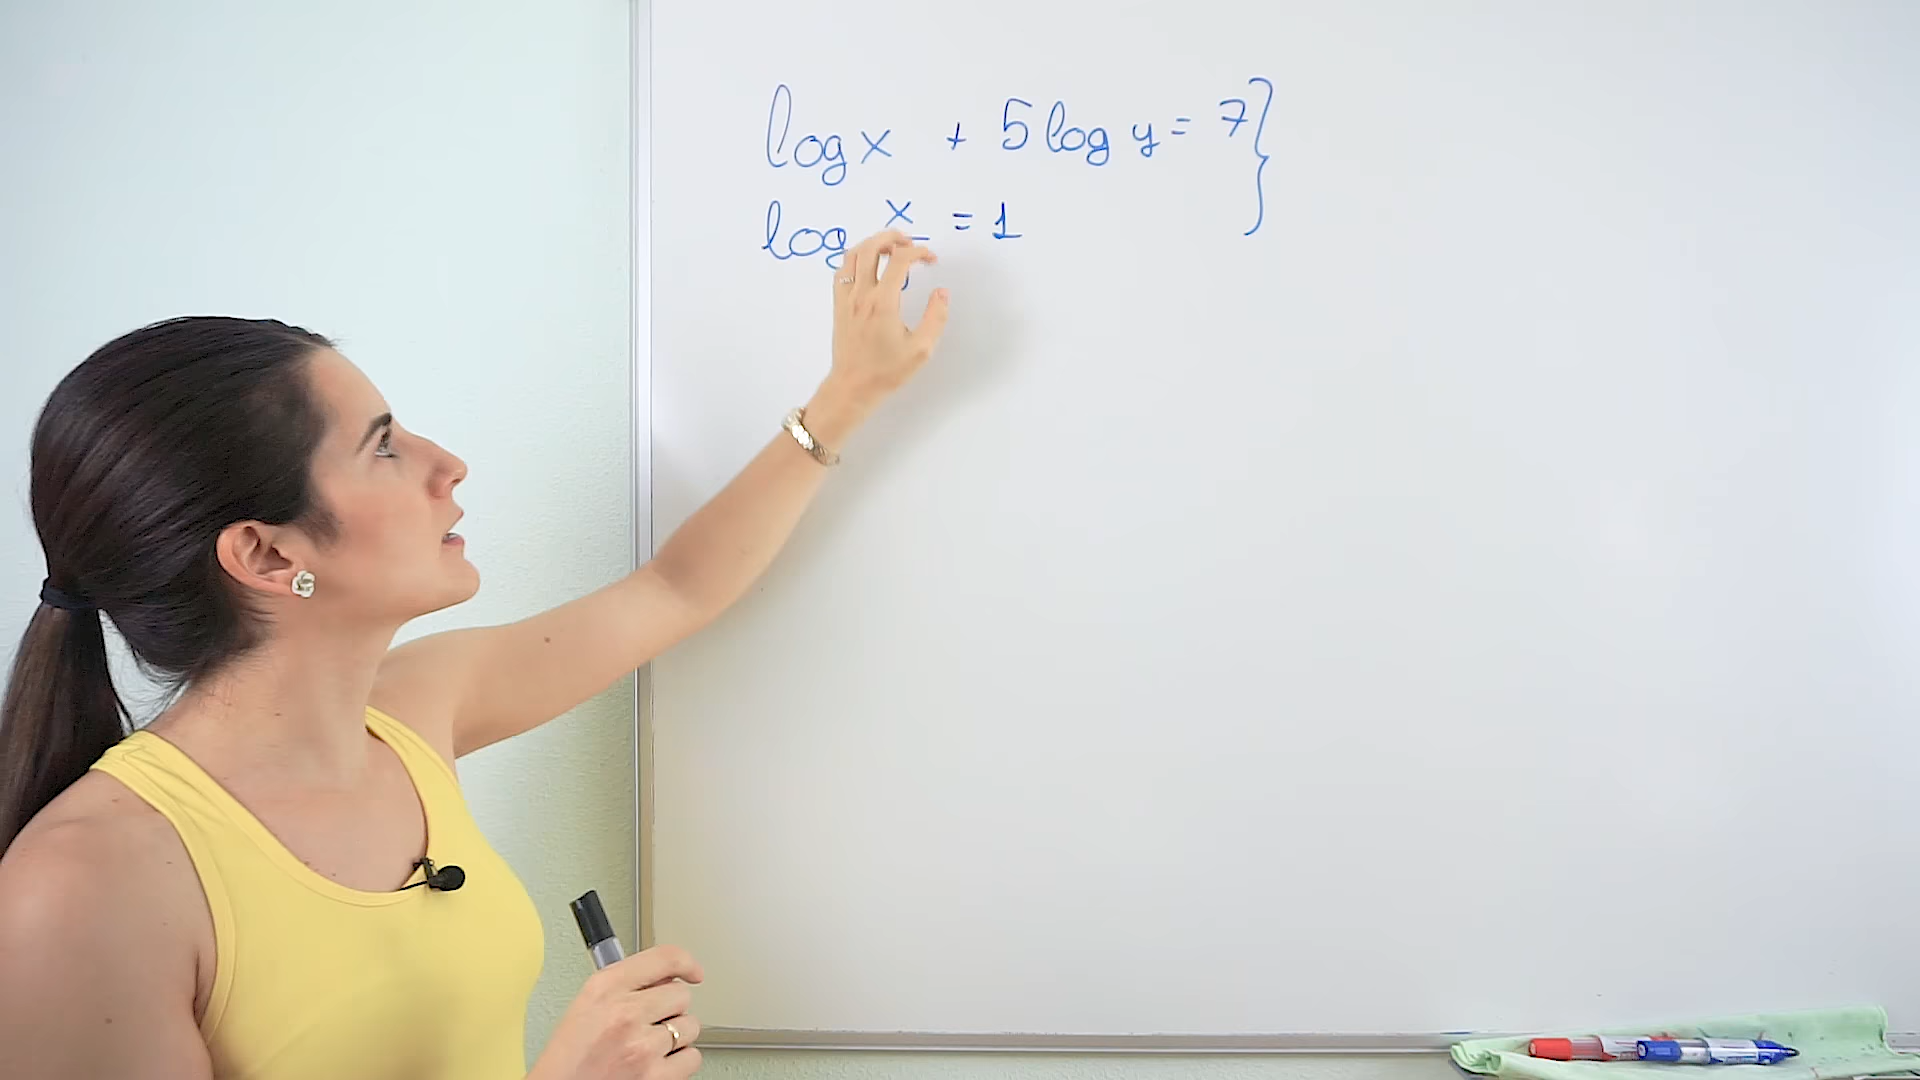 log x + 5 log y = 7 }
log x/y = 1